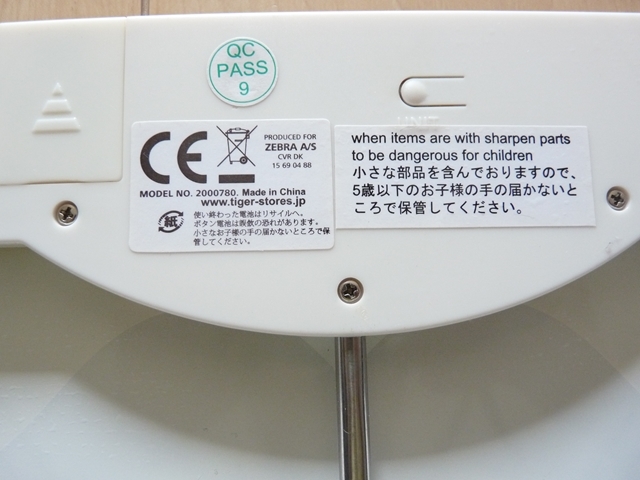 QC
PASS
9
UNIT
CE
PRODUCED FOR
ZEBRA A/S
CVR DK
15 69 04 88
MODEL NO. 2000780. Made in China
www.tiger-stores.jp
紙
使い終わった電池はリサイクルへ。
ボタン電池は誤飲の恐れがあります。
小さなお子様の手の届かないところで保
管してください。
when items are with sharpen parts
to be dangerous for children
小さな部品を含んでおりますので、
5歳以下のお子様の手の届かないと
ころで保管してください。